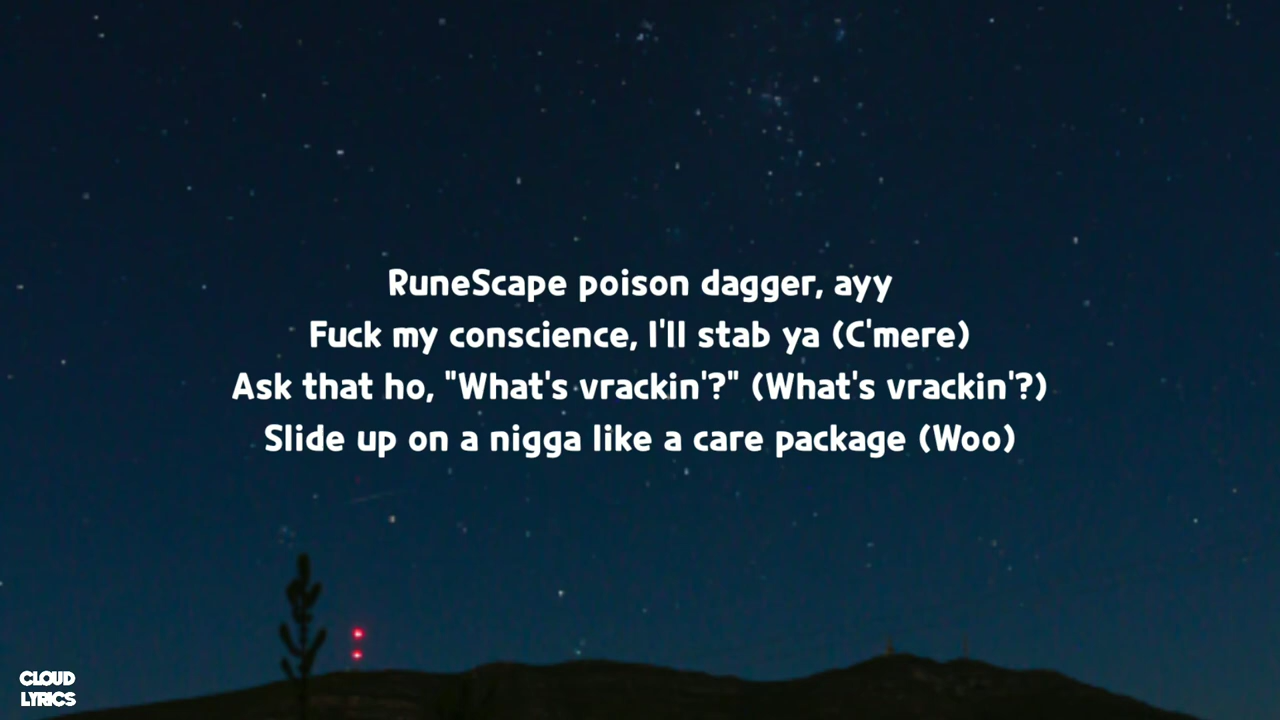 RuneScape poison dagger, ayy
Fuck my conscience, I'll stab ya (C'mere)
Ask that ho, "What's vrackin'?" (What's vrackin'?)
Slide up on a nigga like a care package (Woo)
CLOUD
LYRICS